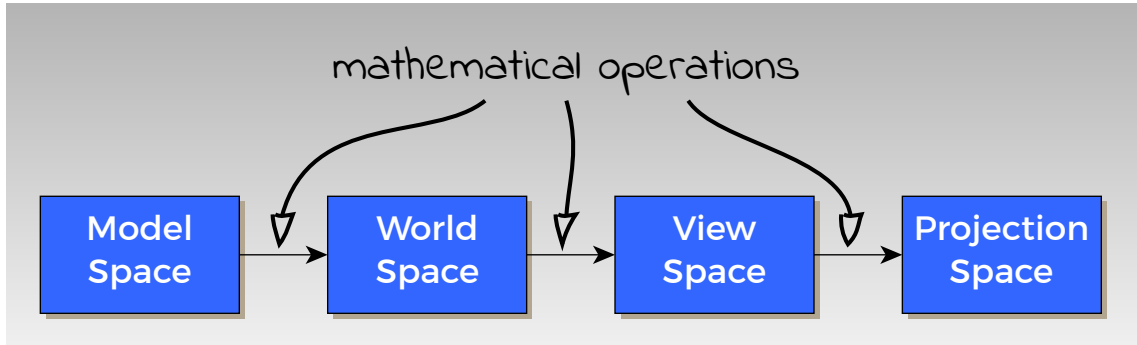 mathematical operations
Model
Space
World
Space
View
Space
Projection
Space